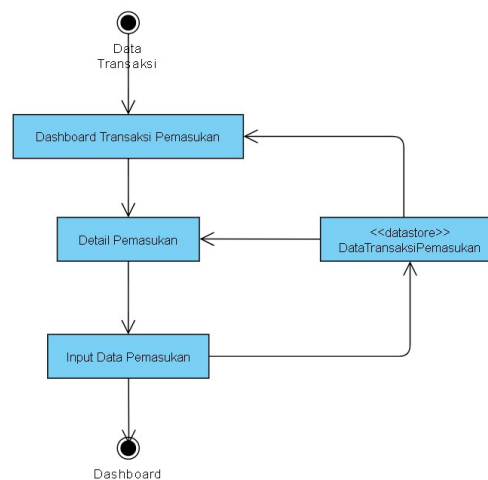 Data
Transaksi
Dashboard Transaksi Pemasukan
Detail Pemasukan
<<datastore>>
DataTransaksiPemasukan
Input Data Pemasukan
Dashboard